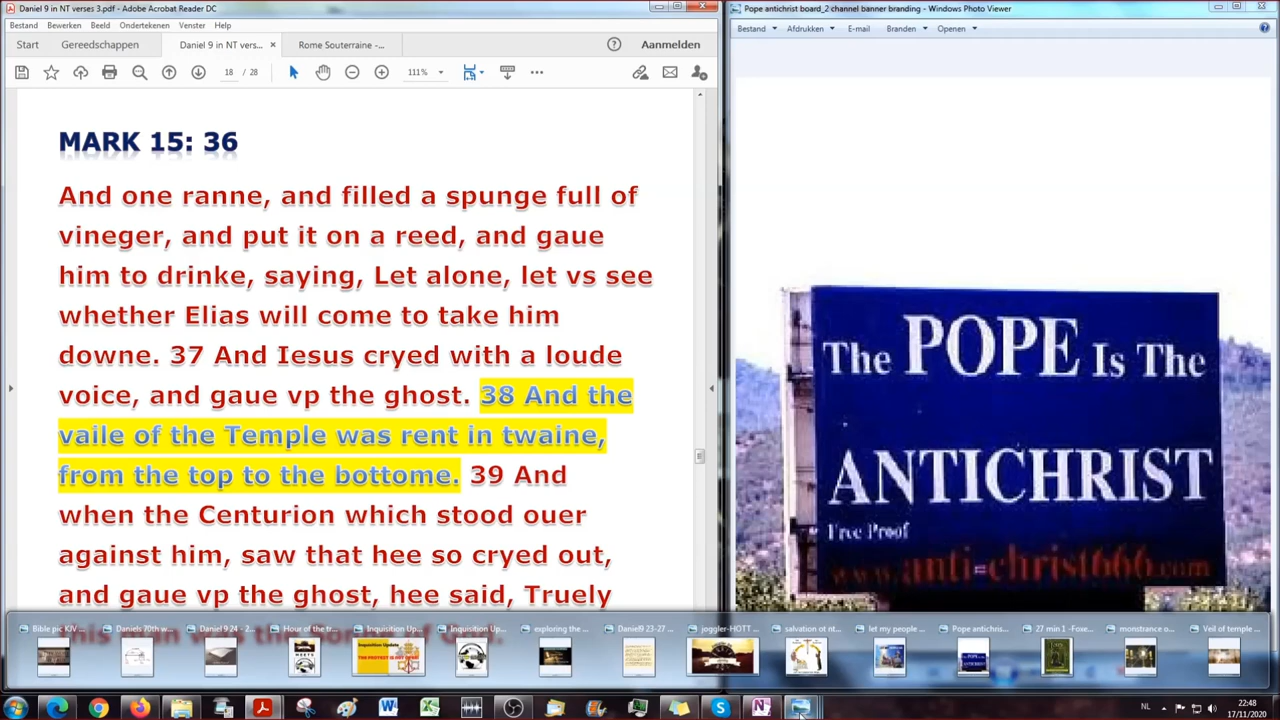 Daniel 9 in NT verses 3.pdf - Adobe Acrobat Reader DC
Bestand Bewerken Beeld Ondertekenen Venster Help
Start Gereedschappen Daniel 9 in NT vers... × Rome Souterraine -... Aanmelden
18 / 28 111%
MARK 15: 36
And one ranne, and filled a spunge full of
vineger, and put it on a reed, and gaue
him to drinke, saying, Let alone, let vs see
whether Elias will come to take him
downe. 37 And Iesus cryed with a loude
voice, and gaue vp the ghost. 38 And the
vaile of the Temple was rent in twaine,
from the top to the bottome. 39 And
when the Centurion which stood ouer
against him, saw that hee so cryed out,
and gaue vp the ghost, hee said, Truely
Pope antichrist board_2 channel banner branding - Windows Photo Viewer
Bestand Afdrukken E-mail Branden Openen
The POPE Is The
ANTICHRIST
Free Proof
www.anti-christ666.com
Bible pic KJV Daniels 70th w... Daniel 9 24 - 2... Hour of the tr... Inquisition Up... Inquisition Up... exploring the ... Daniel9 23-27 joggler-HOTT ... salvation ot nt... let my people ... Pope antichris... 27 min 1 -Foxe... monstrance o... Veil of temple ...
NL 22:48
17/11/2020